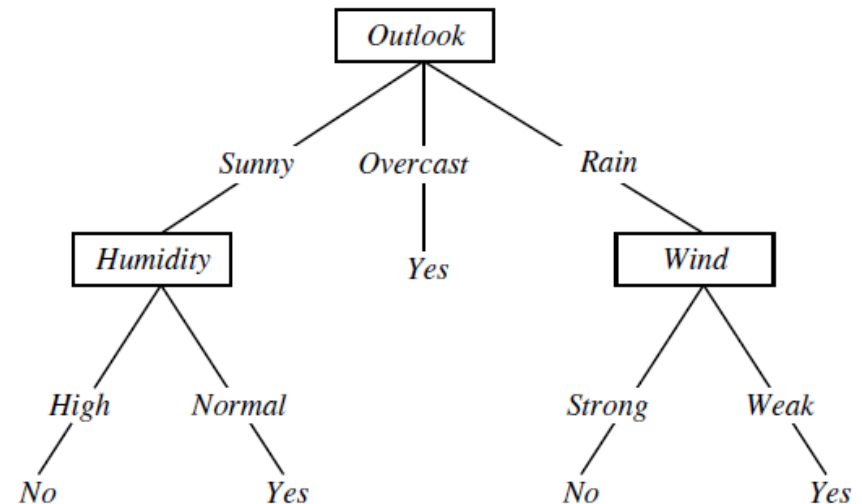 Outlook
Sunny Overcast Rain
Humidity Yes Wind
High Normal Strong Weak
No Yes No Yes